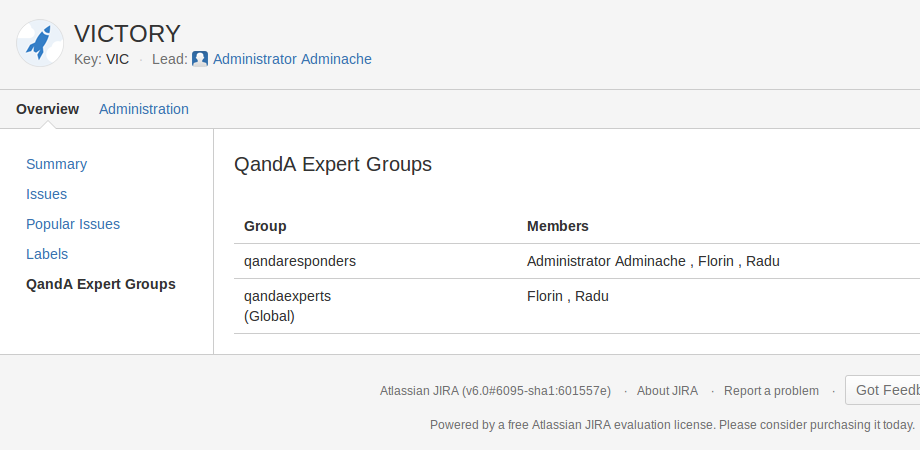 VICTORY
Key: VIC · Lead: Administrator Adminache
Overview Administration
Summary
Issues
Popular Issues
Labels
QandA Expert Groups
QandA Expert Groups
Group Members
qandaresponders Administrator Adminache , Florin , Radu
qandaexperts Florin , Radu
(Global)
Atlassian JIRA (v6.0#6095-sha1:601557e) · About JIRA · Report a problem · Got Feedb
Powered by a free Atlassian JIRA evaluation license. Please consider purchasing it today.